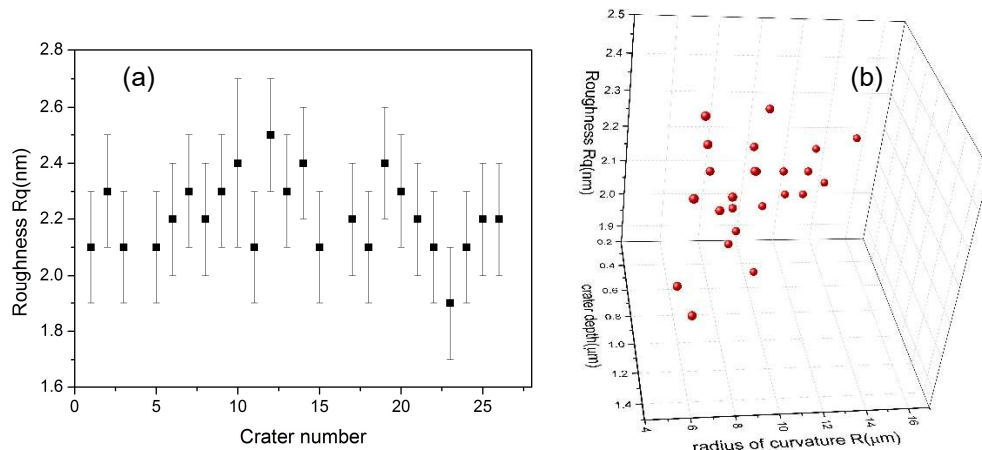 (a)
Roughness Rq(nm)
2.8
2.6
2.4
2.2
2.0
1.8
1.6
0 5 10 15 20 25
Crater number
(b)
Roughness Rq(nm)
2.5
2.3
2.2
2.1
2.0
1.9
0.2
0.4
0.6
0.8
1.0
1.2
1.4
crater depth(μm)
4 6 8 10 12 14 16
radius of curvature R(μm)